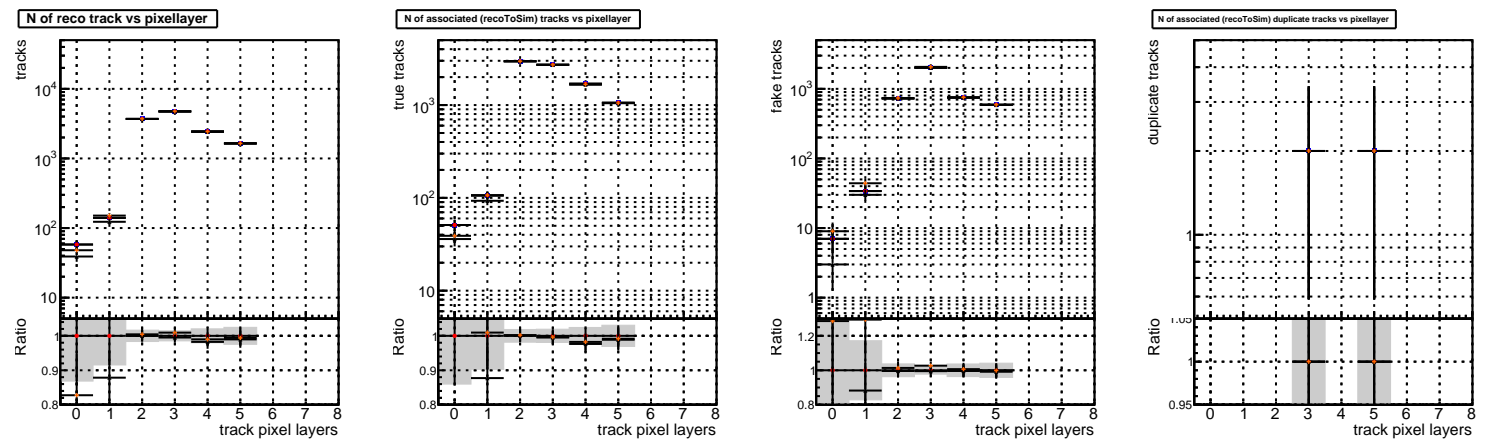 N of reco track vs pixellayer
tracks
10^4
10^3
10^2
10
Ratio
1
0.9
0.8
0 1 2 3 4 5 6 7 8
track pixel layers
N of associated (recoToSim) tracks vs pixellayer
true tracks
10^3
10^2
10
Ratio
1
0.9
0.8
0 1 2 3 4 5 6 7 8
track pixel layers
fake tracks
10^3
10^2
10
1
Ratio
1.2
1
0.8
0 1 2 3 4 5 6 7 8
track pixel layers
N of associated (recoToSim) duplicate tracks vs pixellayer
duplicate tracks
1
Ratio
1.05
1
0.95
0 1 2 3 4 5 6 7 8
track pixel layers